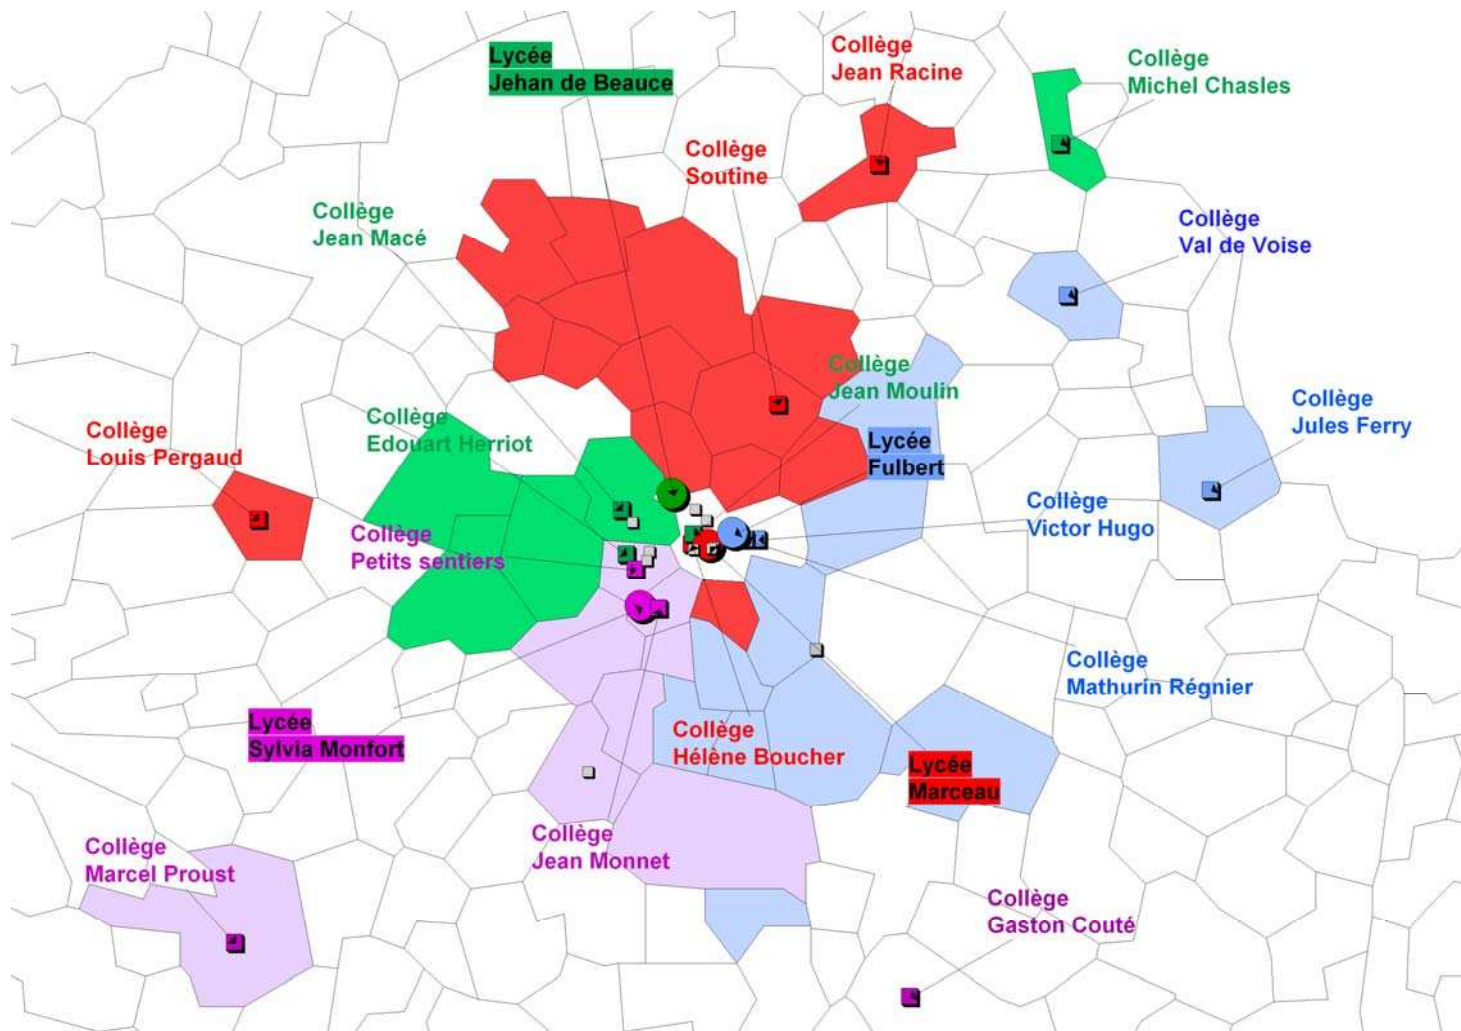 Lycée
Jehan de Beauce
Collège
Jean Racine
Collège
Michel Chasles
Collège
Soutine
Collège
Jean Macé
Collège
Val de Voise
Collège
Jean Moulin
Collège
Edouart Herriot
Collège
Jules Ferry
Collège
Louis Pergaud
Lycée
Fulbert
Collège
Victor Hugo
Collège
Petits sentiers
Collège
Mathurin Régnier
Lycée
Sylvia Monfort
Collège
Hélène Boucher
Lycée
Marceau
Collège
Jean Monnet
Collège
Marcel Proust
Collège
Gaston Couté